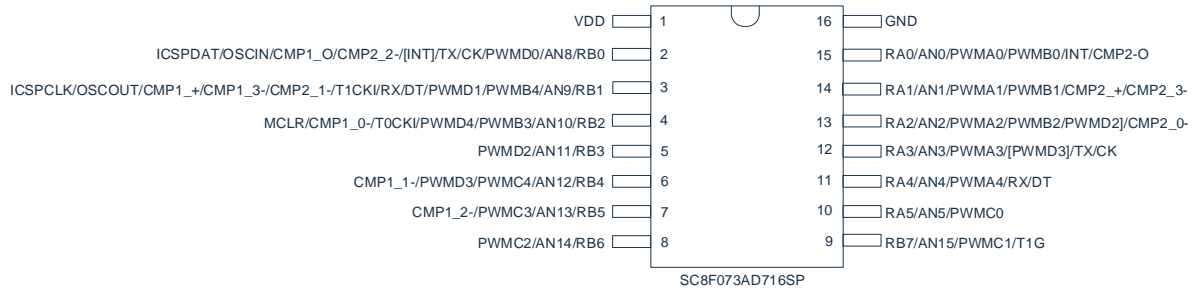 VDD 1 16 GND
ICSPDAT/OSCIN/CMP1_O/CMP2_2-/[INT]/TX/CK/PWMD0/AN8/RB0 2 15 RA0/AN0/PWMA0/PWMB0/INT/CMP2-O
ICSPCLK/OSCOUT/CMP1_+/CMP1_3-/CMP2_1-/T1CKI/RX/DT/PWMD1/PWMB4/AN9/RB1 3 14 RA1/AN1/PWMA1/PWMB1/CMP2_+/CMP2_3-
MCLR/CMP1_0-/T0CKI/PWMD4/PWMB3/AN10/RB2 4 13 RA2/AN2/PWMA2/PWMB2/PWMD2]/CMP2_0-
PWMD2/AN11/RB3 5 12 RA3/AN3/PWMA3/[PWMD3]/TX/CK
CMP1_1-/PWMD3/PWMC4/AN12/RB4 6 11 RA4/AN4/PWMA4/RX/DT
CMP1_2-/PWMC3/AN13/RB5 7 10 RA5/AN5/PWMC0
PWMC2/AN14/RB6 8 9 RB7/AN15/PWMC1/T1G
SC8F073AD716SP